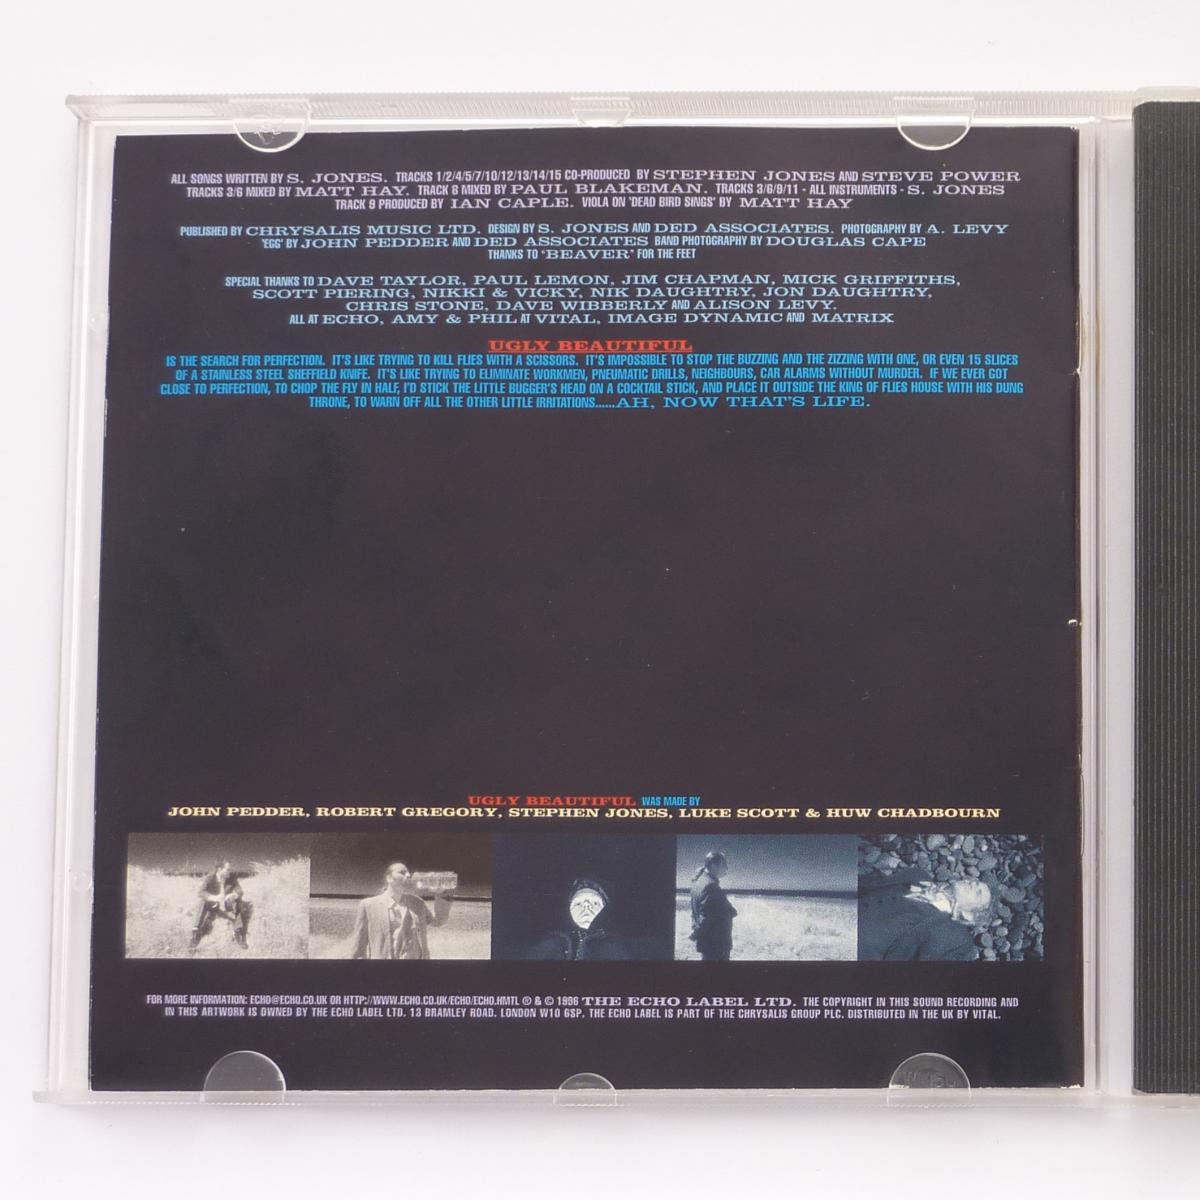 ALL SONGS WRITTEN BY S. JONES. TRACKS 1/2/4/5/7/10/12/13/14/15 CO-PRODUCED BY STEPHEN JONES AND STEVE POWER
TRACKS 3/6 MIXED BY MATT HAY. TRACK 8 MIXED BY PAUL BLAKEMAN. TRACKS 3/6/9/11 - ALL INSTRUMENTS - S. JONES
TRACK 9 PRODUCED BY IAN CAPLE. VIOLA ON 'DEAD BIRD SINGS' BY MATT HAY
PUBLISHED BY CHRYSALIS MUSIC LTD. DESIGN BY S. JONES AND DED ASSOCIATES. PHOTOGRAPHY BY A. LEVY
'EGG' BY JOHN PEDDER AND DED ASSOCIATES BAND PHOTOGRAPHY BY DOUGLAS CAPE
THANKS TO "BEAVER" FOR THE FEET
SPECIAL THANKS TO DAVE TAYLOR, PAUL LEMON, JIM CHAPMAN, MICK GRIFFITHS,
SCOTT PIERING, NIKKI & VICKY, NIK DAUGHTRY, JON DAUGHTRY,
CHRIS STONE, DAVE WIBBERLY AND ALISON LEVY.
ALL AT ECHO, AMY & PHIL AT VITAL, IMAGE DYNAMIC AND MATRIX
UGLY BEAUTIFUL
IS THE SEARCH FOR PERFECTION. IT'S LIKE TRYING TO KILL FLIES WITH A SCISSORS. IT'S IMPOSSIBLE TO STOP THE BUZZING AND THE ZIZZING WITH ONE, OR EVEN 15 SLICES
OF A STAINLESS STEEL SHEFFIELD KNIFE. IT'S LIKE TRYING TO ELIMINATE WORKMEN, PNEUMATIC DRILLS, NEIGHBOURS, CAR ALARMS WITHOUT MURDER. IF WE EVER GOT
CLOSE TO PERFECTION, TO CHOP THE FLY IN HALF, I'D STICK THE LITTLE BUGGER'S HEAD ON A COCKTAIL STICK, AND PLACE IT OUTSIDE THE KING OF FLIES HOUSE WITH HIS DUNG
THRONE, TO WARN OFF ALL THE OTHER LITTLE IRRITATIONS......AH, NOW THAT'S LIFE.
UGLY BEAUTIFUL WAS MADE BY
JOHN PEDDER, ROBERT GREGORY, STEPHEN JONES, LUKE SCOTT & HUW CHADBOURN
FOR MORE INFORMATION: ECHO@ECHO.CO.UK OR HTTP://WWW.ECHO.CO.UK/ECHO/ECHO.HMTL ℗ & © 1996 THE ECHO LABEL LTD. THE COPYRIGHT IN THIS SOUND RECORDING AND
IN THIS ARTWORK IS OWNED BY THE ECHO LABEL LTD. 13 BRAMLEY ROAD. LONDON W10 6SP. THE ECHO LABEL IS PART OF THE CHRYSALIS GROUP PLC. DISTRIBUTED IN THE UK BY VITAL.